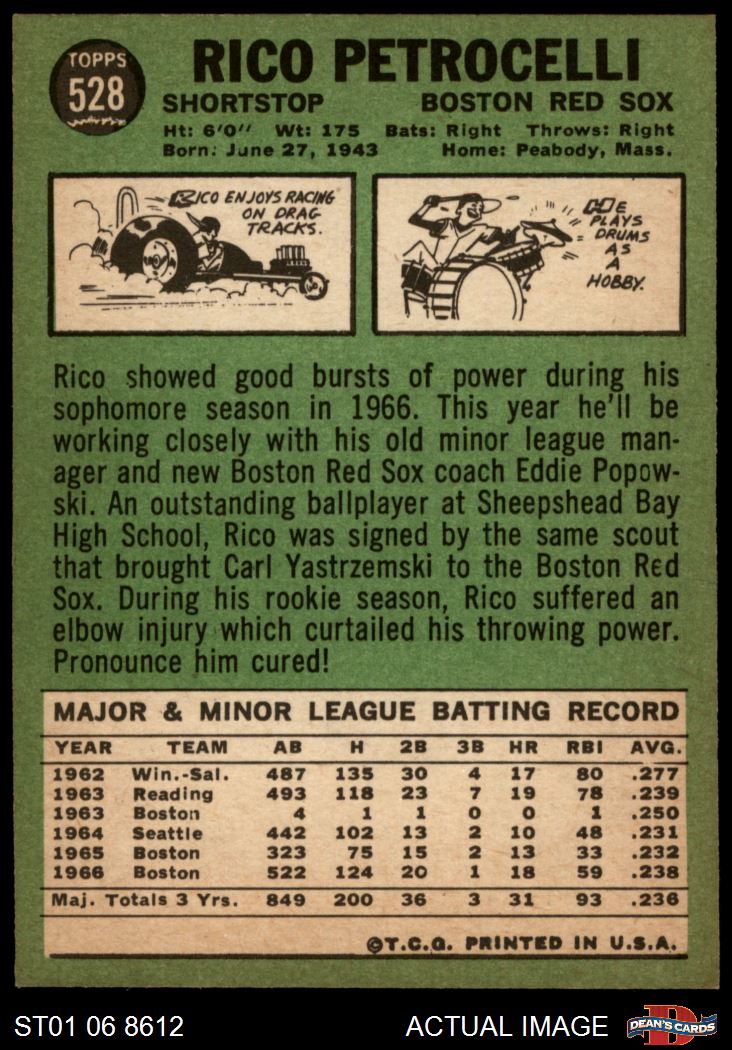 TOPPS
528
RICO PETROCELLI
SHORTSTOP BOSTON RED SOX
Ht: 6'0" Wt: 175 Bats: Right Throws: Right
Born: June 27, 1943 Home: Peabody, Mass.
RICO ENJOYS RACING
ON DRAG
TRACKS.
HE
PLAYS
DRUMS
AS
A
HOBBY.
Rico showed good bursts of power during his
sophomore season in 1966. This year he'll be
working closely with his old minor league man-
ager and new Boston Red Sox coach Eddie Popow-
ski. An outstanding ballplayer at Sheepshead Bay
High School, Rico was signed by the same scout
that brought Carl Yastrzemski to the Boston Red
Sox. During his rookie season, Rico suffered an
elbow injury which curtailed his throwing power.
Pronounce him cured!
MAJOR & MINOR LEAGUE BATTING RECORD
YEAR TEAM AB H 2B 3B HR RBI AVG.
1962 Win.-Sal. 487 135 30 4 17 80 .277
1963 Reading 493 118 23 7 19 78 .239
1963 Boston 4 1 1 0 0 1 .250
1964 Seattle 442 102 13 2 10 48 .231
1965 Boston 323 75 15 2 13 33 .232
1966 Boston 522 124 20 1 18 59 .238
Maj. Totals 3 Yrs. 849 200 36 3 31 93 .236
©T.C.G. PRINTED IN U.S.A.
ST01 06 8612 ACTUAL IMAGE
D
DEAN'S CARDS